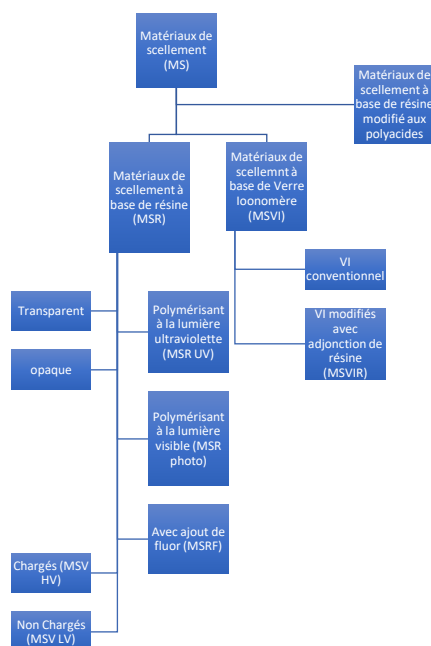 Matériaux de
scellement
(MS)
Matériaux de
scellement à
base de résine
modifié aux
polyacides
Matériaux de
scellement à
base de résine
(MSR)
Matériaux de
scellemnt à
base de Verre
Ioonomère
(MSVI)
VI
conventionnel
VI modifiés
avec
adjonction de
résine
(MSVIR)
Transparent
opaque
Polymérisant
à la lumière
ultraviolette
(MSR UV)
Polymérisant
à la lumière
visible (MSR
photo)
Avec ajout de
fluor (MSRF)
Chargés (MSV
HV)
Non Chargés
(MSV LV)